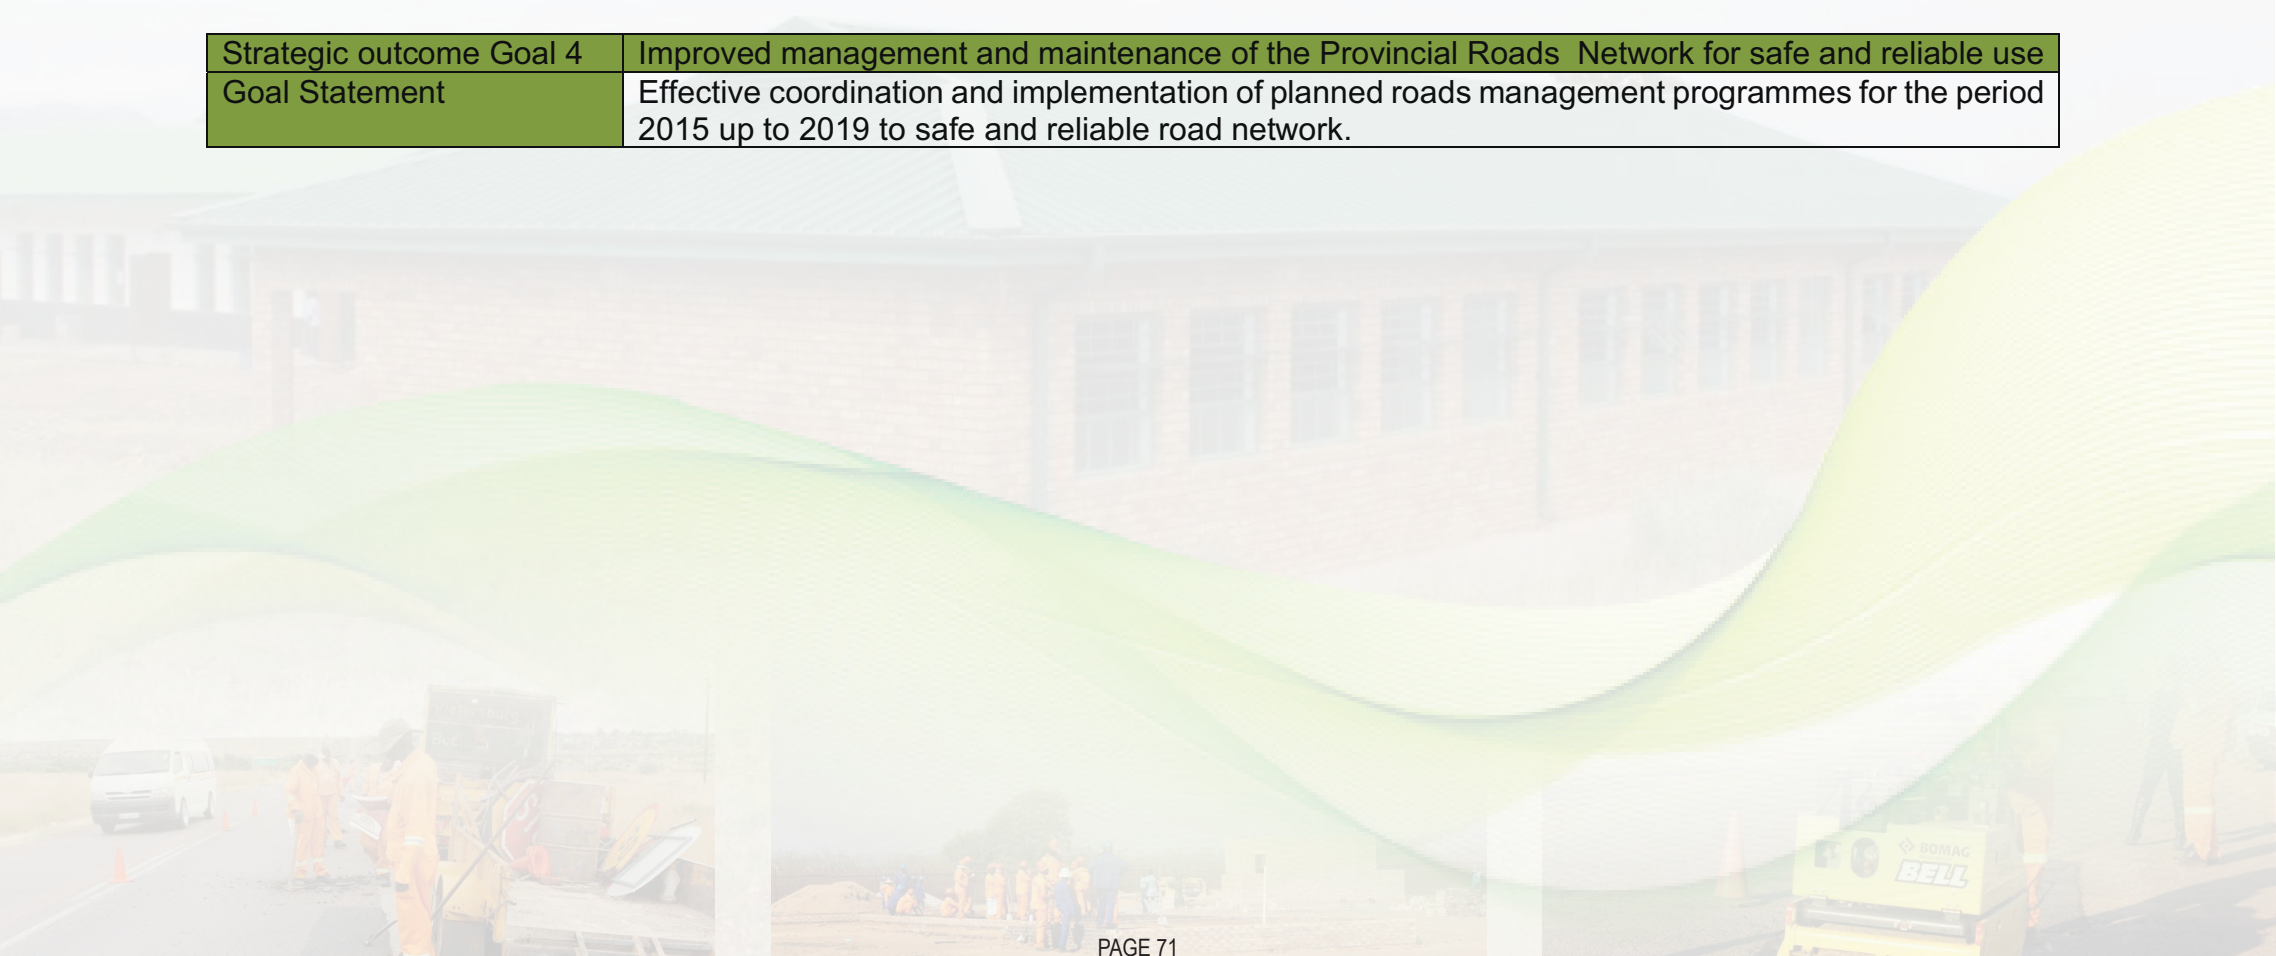 Strategic outcome Goal 4 Improved management and maintenance of the Provincial Roads Network for safe and reliable use
Goal Statement Effective coordination and implementation of planned roads management programmes for the period
2015 up to 2019 to safe and reliable road network.
BOMAG
BELL
PAGE 71